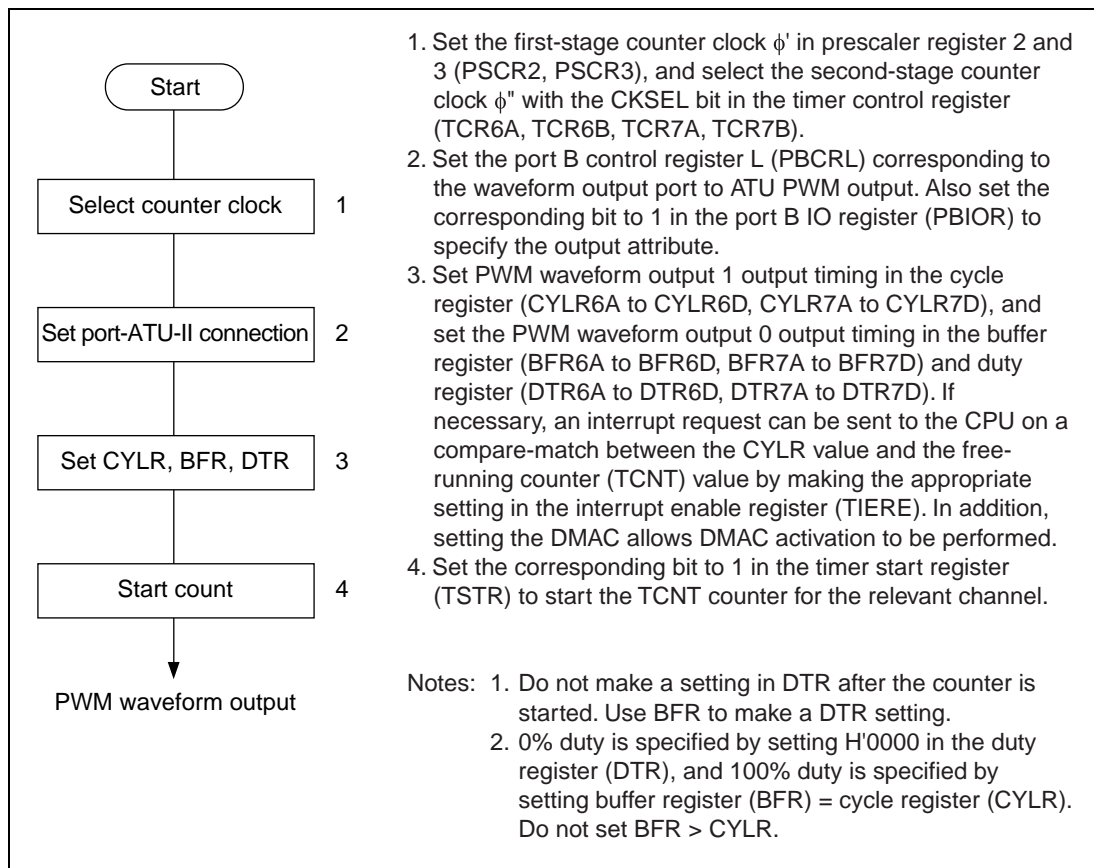 Start
Select counter clock 1
Set port-ATU-II connection 2
Set CYLR, BFR, DTR 3
Start count 4
PWM waveform output
1. Set the first-stage counter clock ϕ' in prescaler register 2 and
3 (PSCR2, PSCR3), and select the second-stage counter
clock ϕ" with the CKSEL bit in the timer control register
(TCR6A, TCR6B, TCR7A, TCR7B).
2. Set the port B control register L (PBCRL) corresponding to
the waveform output port to ATU PWM output. Also set the
corresponding bit to 1 in the port B IO register (PBIOR) to
specify the output attribute.
3. Set PWM waveform output 1 output timing in the cycle
register (CYLR6A to CYLR6D, CYLR7A to CYLR7D), and
set the PWM waveform output 0 output timing in the buffer
register (BFR6A to BFR6D, BFR7A to BFR7D) and duty
register (DTR6A to DTR6D, DTR7A to DTR7D). If
necessary, an interrupt request can be sent to the CPU on a
compare-match between the CYLR value and the free-
running counter (TCNT) value by making the appropriate
setting in the interrupt enable register (TIERE). In addition,
setting the DMAC allows DMAC activation to be performed.
4. Set the corresponding bit to 1 in the timer start register
(TSTR) to start the TCNT counter for the relevant channel.
Notes: 1. Do not make a setting in DTR after the counter is
started. Use BFR to make a DTR setting.
2. 0% duty is specified by setting H'0000 in the duty
register (DTR), and 100% duty is specified by
setting buffer register (BFR) = cycle register (CYLR).
Do not set BFR > CYLR.